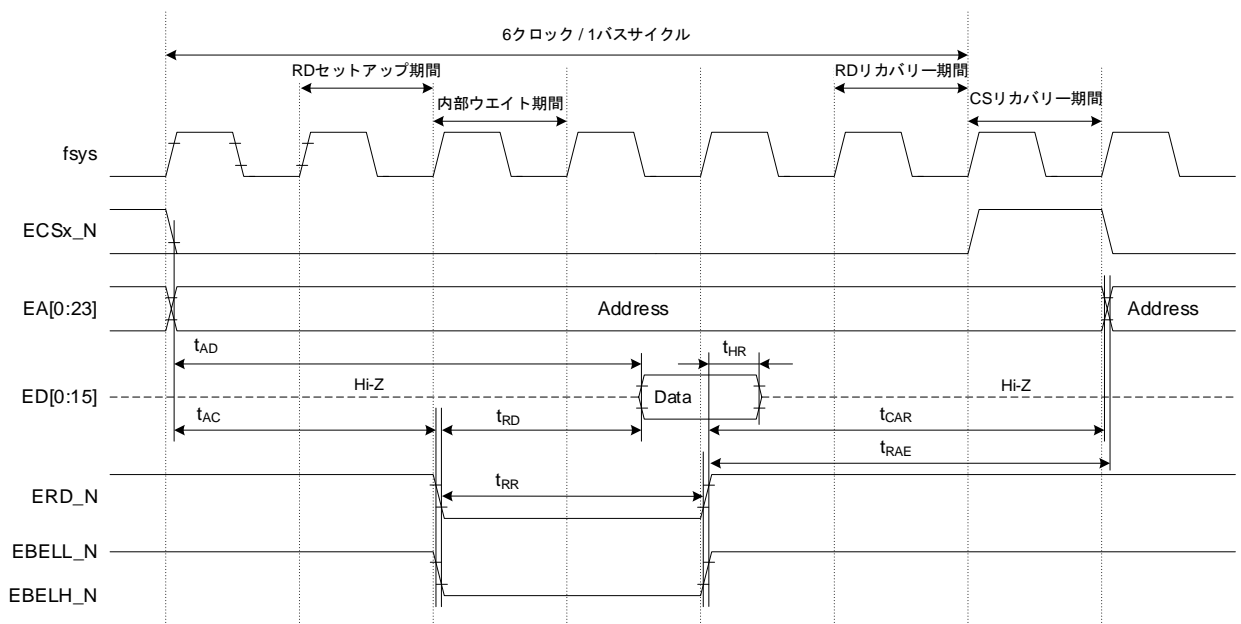 6クロック / 1バスサイクル
RDセットアップ期間
RDリカバリー期間
内部ウエイト期間
CSリカバリー期間
fsys
ECSx_N
EA[0:23]
Address
Address
tAD
tHR
ED[0:15]
Hi-Z
Data
Hi-Z
tAC
tRD
tCAR
tRAE
ERD_N
tRR
EBELL_N
EBELH_N